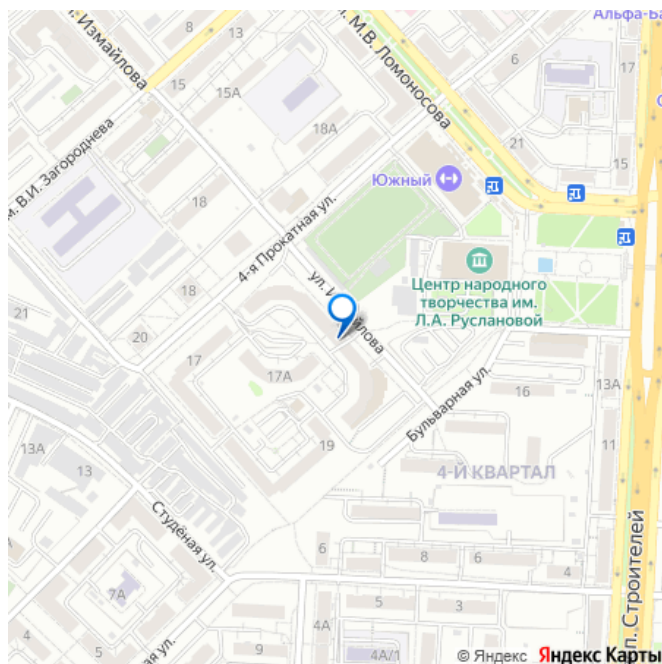 Альфа-Ба
8
6
17
. Измайлова
15
15А
. М.В. Ломоносова
С
18А
21
15
м. В.И. Загороднева
Южный
18
4-я Прокатная ул.
Центр народного
творчества им.
Л.А. Руслановой
ул. И
йлова
18
21
20
17
17А
Бульварная ул.
16
13А
19
11
13А
13
4-Й КВАРТАЛ
Студёная ул.
6
8
6
4
7А
5
3
ул. Строителей
4
5
9
4А
4А/1
ная ул.
© Яндекс Яндекс Карты